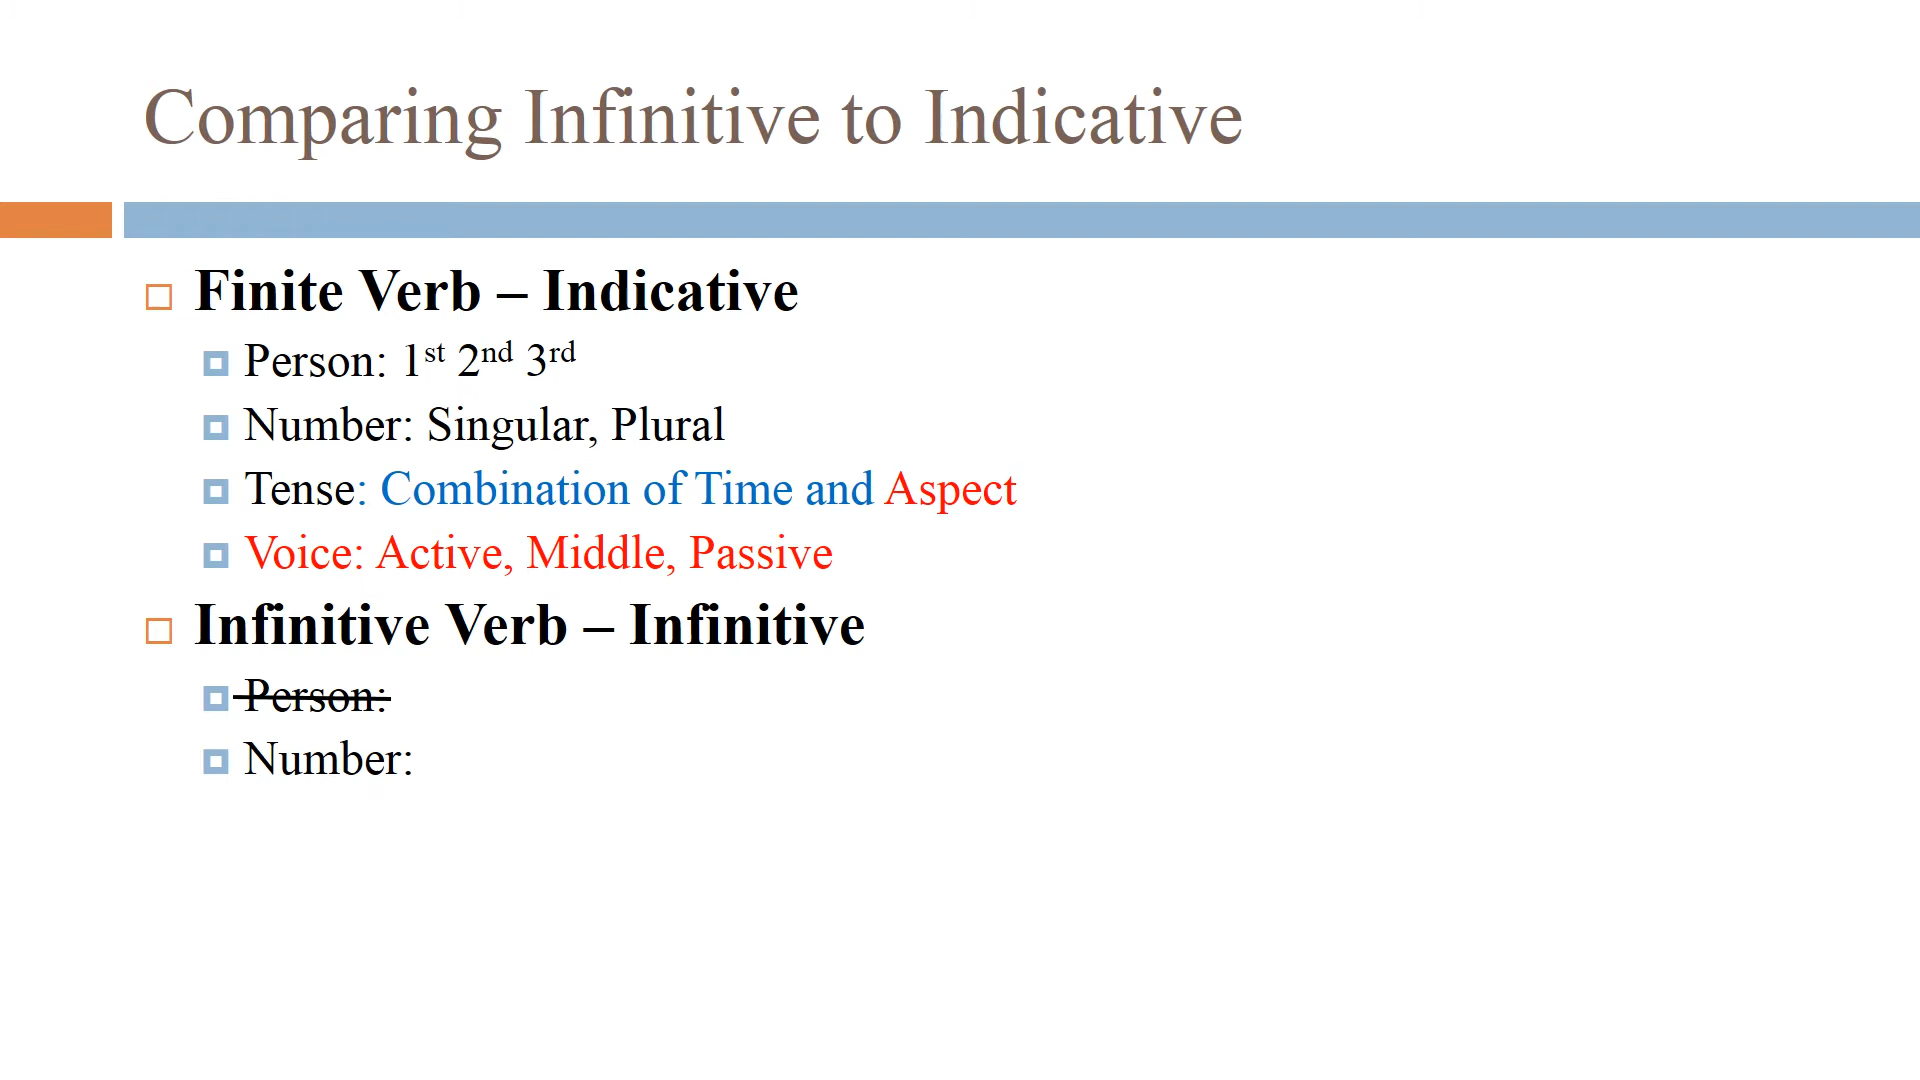 Comparing Infinitive to Indicative
Finite Verb – Indicative
Person: 1st 2nd 3rd
Number: Singular, Plural
Tense: Combination of Time and Aspect
Voice: Active, Middle, Passive
Infinitive Verb – Infinitive
Person:
Number: